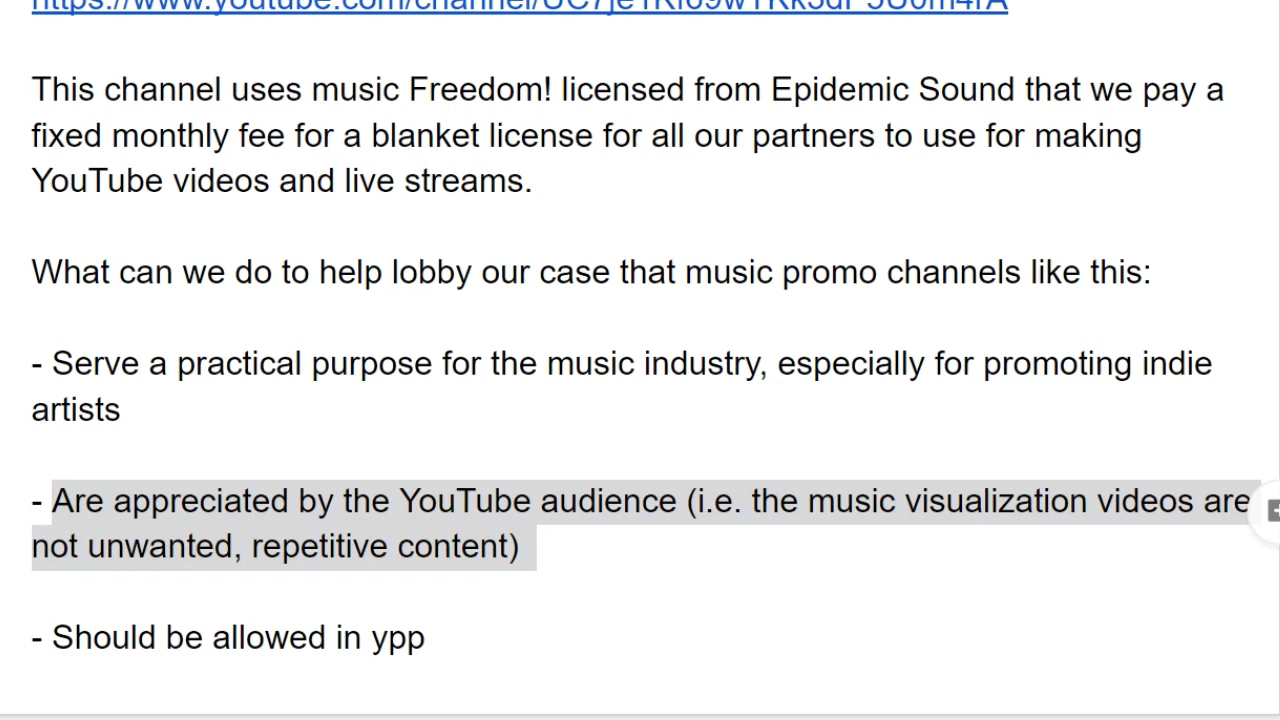 This channel uses music Freedom! licensed from Epidemic Sound that we pay a
fixed monthly fee for a blanket license for all our partners to use for making
YouTube videos and live streams.
What can we do to help lobby our case that music promo channels like this:
- Serve a practical purpose for the music industry, especially for promoting indie
artists
- Are appreciated by the YouTube audience (i.e. the music visualization videos are
not unwanted, repetitive content)
- Should be allowed in ypp